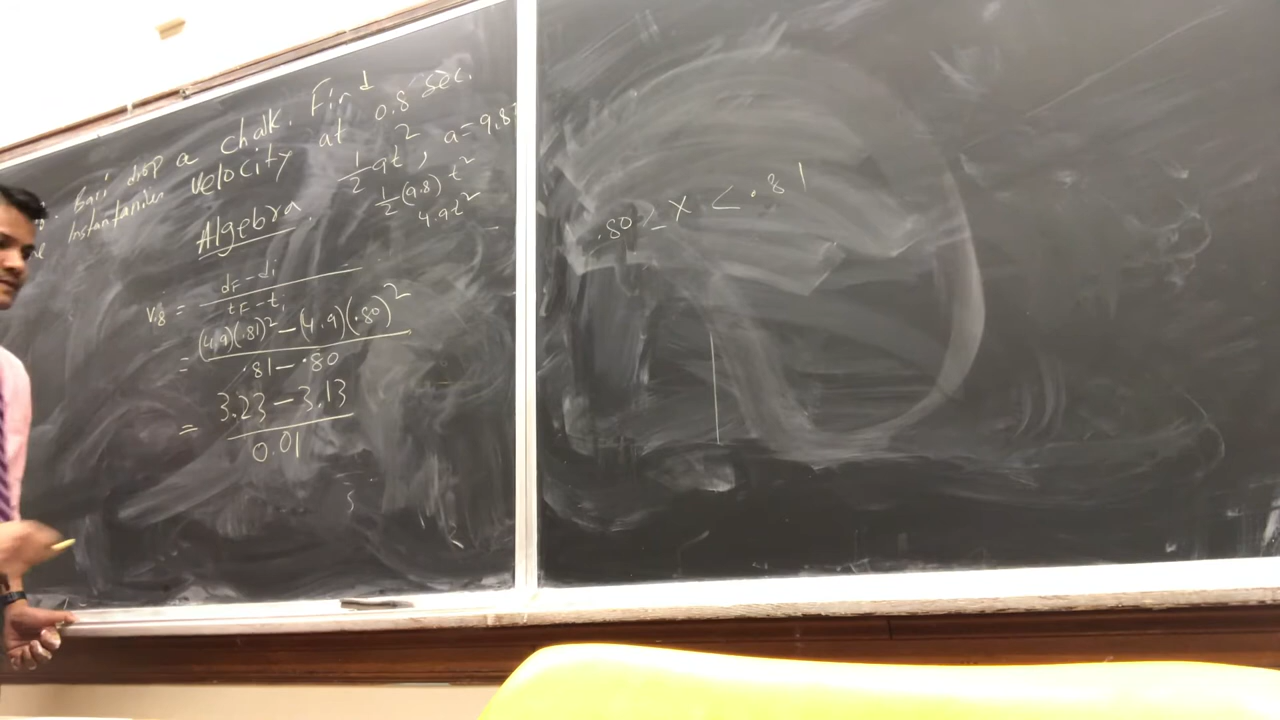 Bari drop a chalk. Find
Instantanious velocity at 0.8 sec.
1/2 at², a = 9.8
1/2 (9.8) t²
4.9t²
Algebra.
V.8 = (dF - di) / (tF - ti)
= ((4.9)(.81)² - (4.9)(.80)²) / (.81 - .80)
= (3.23 - 3.13) / 0.01
.80 ≥ x < .81